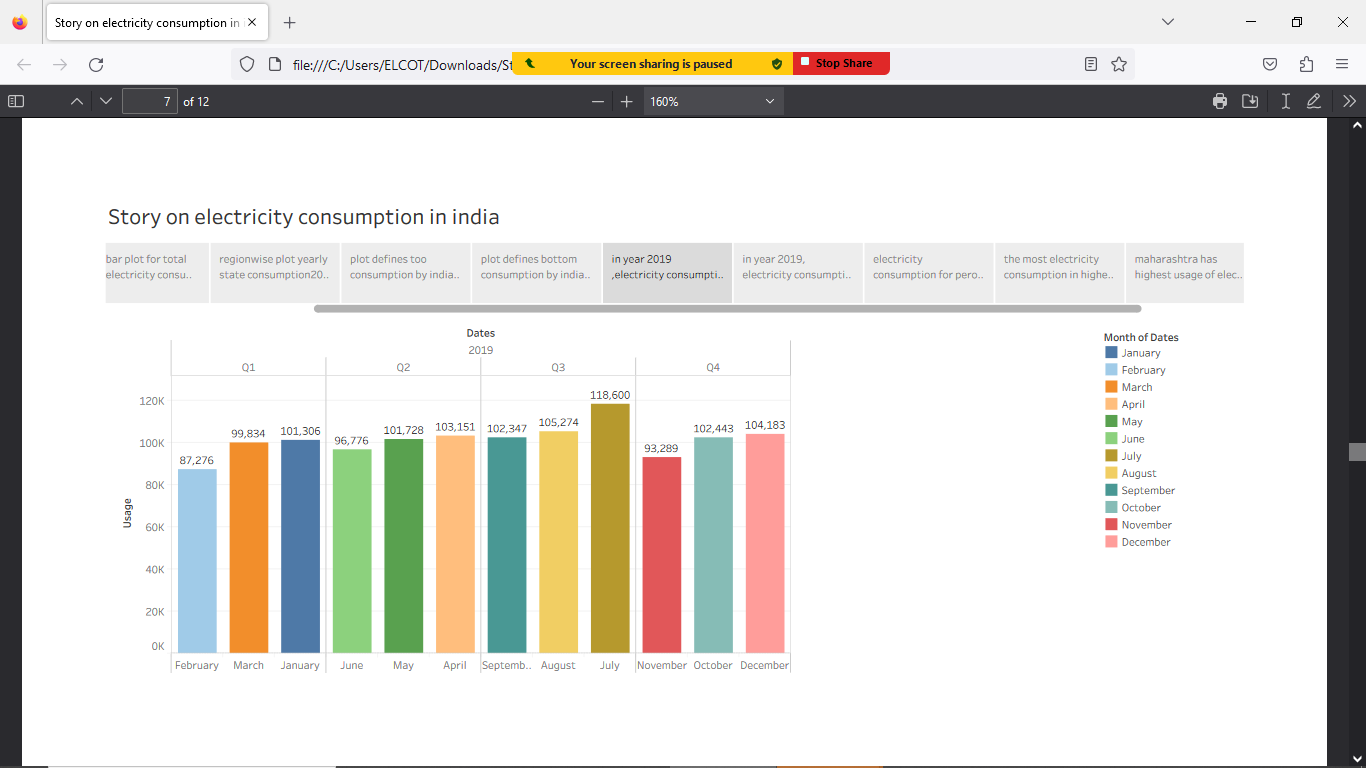 Story on electricity consumption in
file:///C:/Users/ELCOT/Downloads/St
Your screen sharing is paused
Stop Share
7 of 12
160%
Story on electricity consumption in india
bar plot for total
electricity consu..
regionwise plot yearly
state consumption20..
plot defines too
consumption by india..
plot defines bottom
consumption by india..
in year 2019
,electricity consumpti..
in year 2019,
electricity consumpti..
electricity
consumption for pero..
the most electricity
consumption in highe..
maharashtra has
highest usage of elec..
Dates
2019
Q1 Q2 Q3 Q4
Usage
120K
100K
80K
60K
40K
20K
0K
87,276
99,834
101,306
96,776
101,728
103,151
102,347
105,274
118,600
93,289
102,443
104,183
February March January June May April Septemb.. August July November October December
Month of Dates
January
February
March
April
May
June
July
August
September
October
November
December